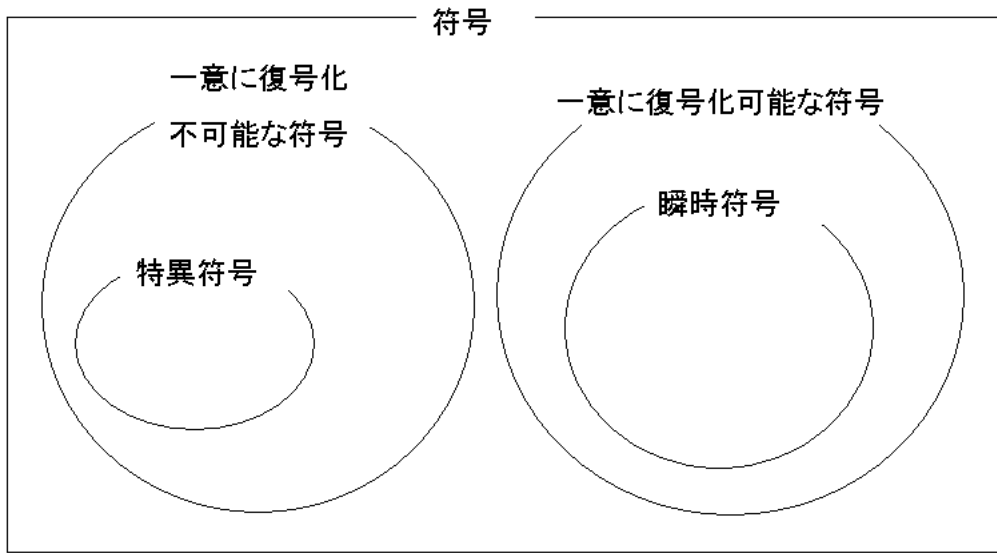 符号
一意に復号化
不可能な符号
一意に復号化可能な符号
瞬時符号
特異符号